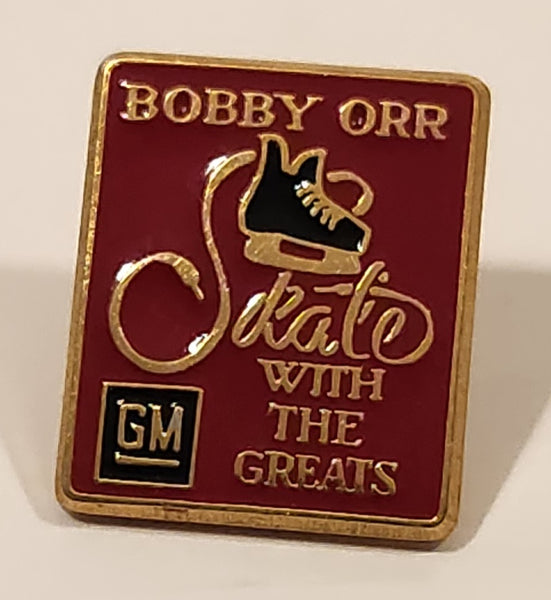 BOBBY ORR
Skate
WITH
THE
GREATS
GM